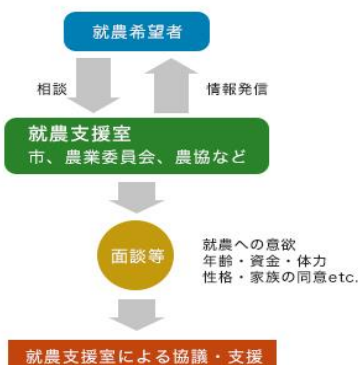 就農希望者
相談
情報発信
就農支援室
市、農業委員会、農協など
面談等
就農への意欲
年齢・資金・体力
性格・家族の同意etc.
就農支援室による協議・支援